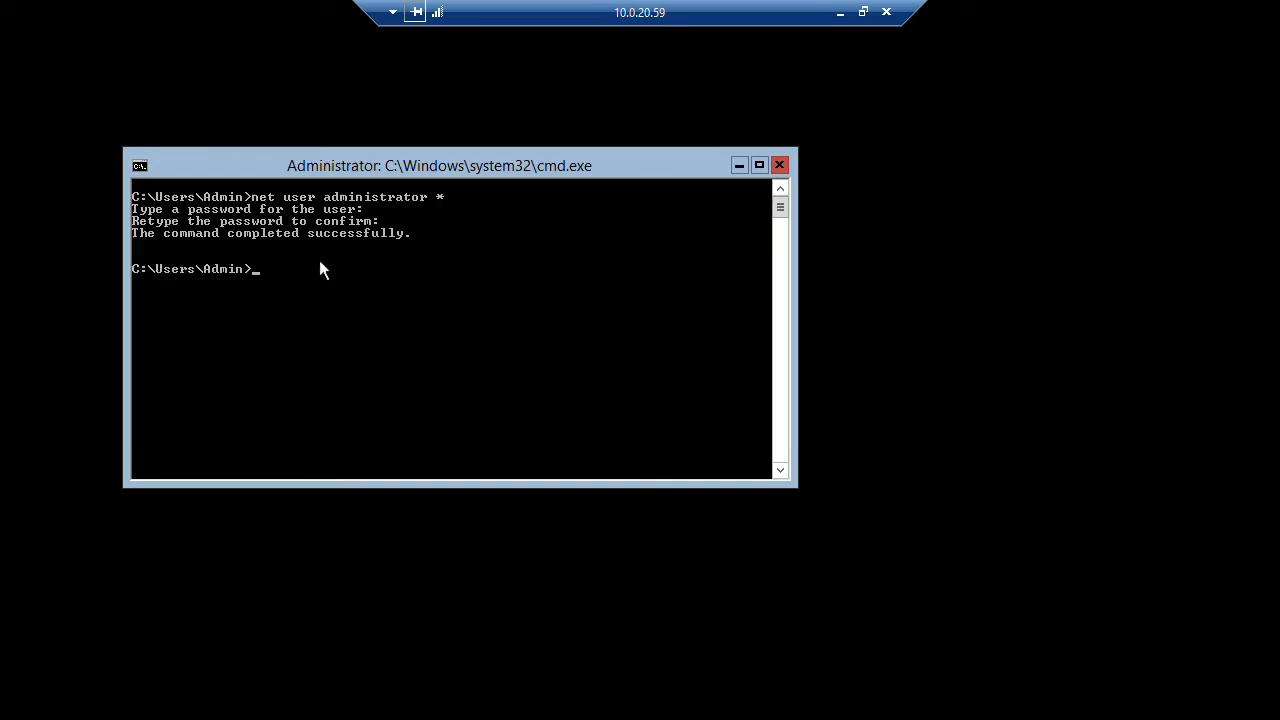 10.0.20.59
Administrator: C:\Windows\system32\cmd.exe
C:\Users\Admin>net user administrator *
Type a password for the user:
Retype the password to confirm:
The command completed successfully.
C:\Users\Admin>_